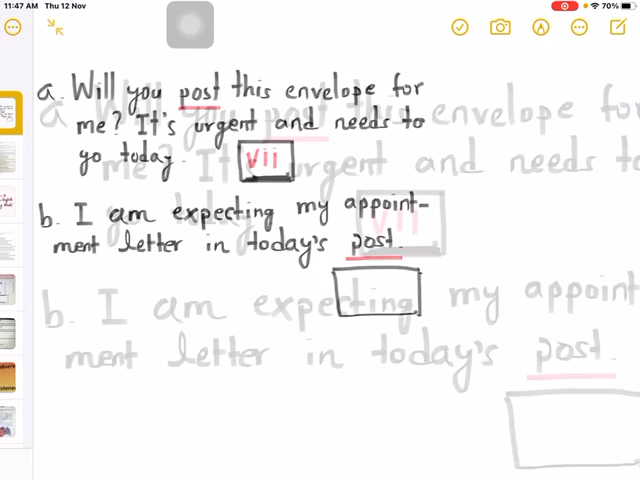 11:47 AM Thu 12 Nov
70%
a. Will you post this envelope for
me? It's urgent and needs to
go today. vii
b. I am expecting my appoint-
ment letter in today's post.